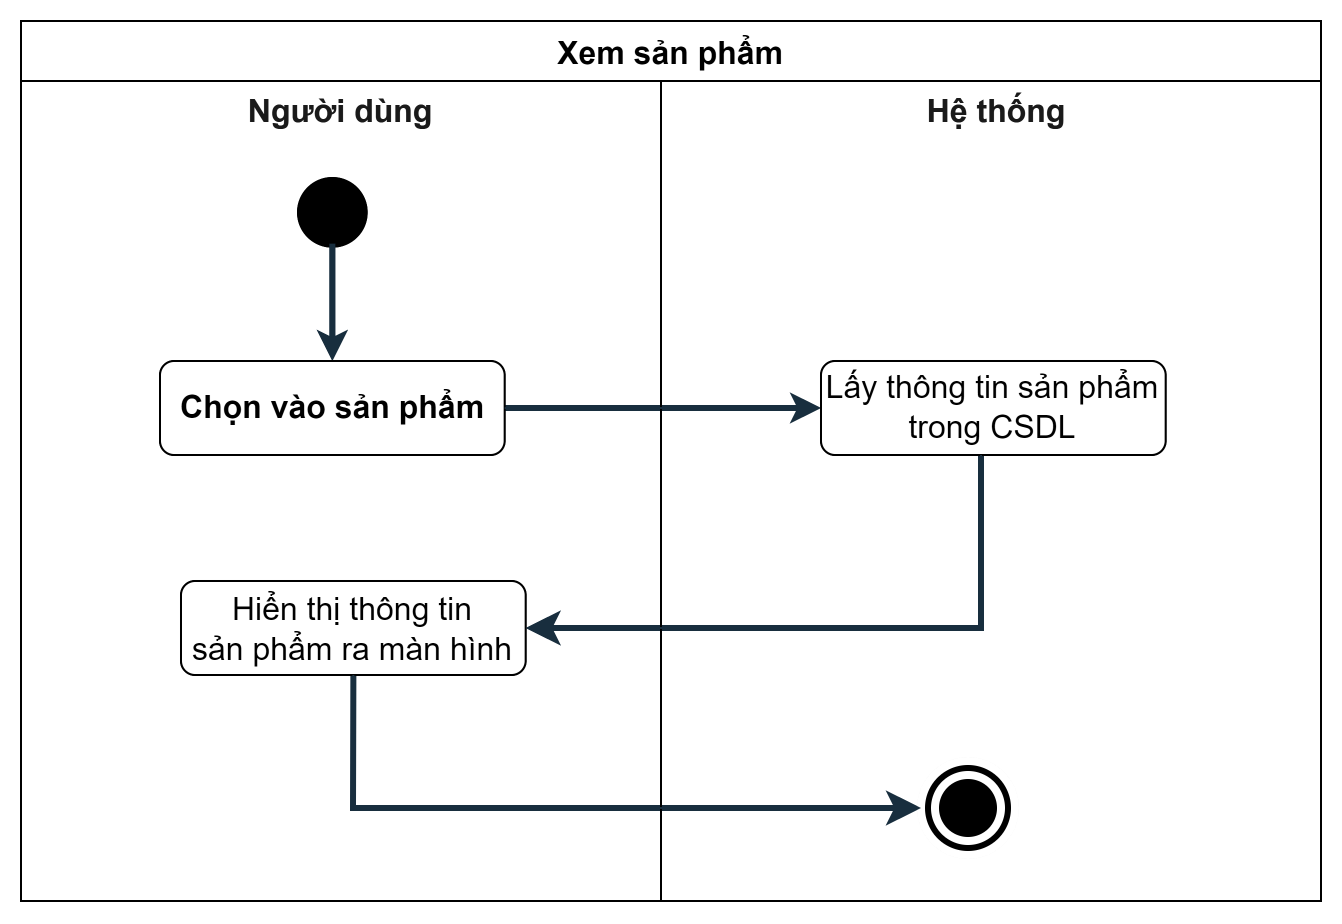 Xem sản phẩm
Người dùng
Hệ thống
Chọn vào sản phẩm
Lấy thông tin sản phẩm
trong CSDL
Hiển thị thông tin
sản phẩm ra màn hình